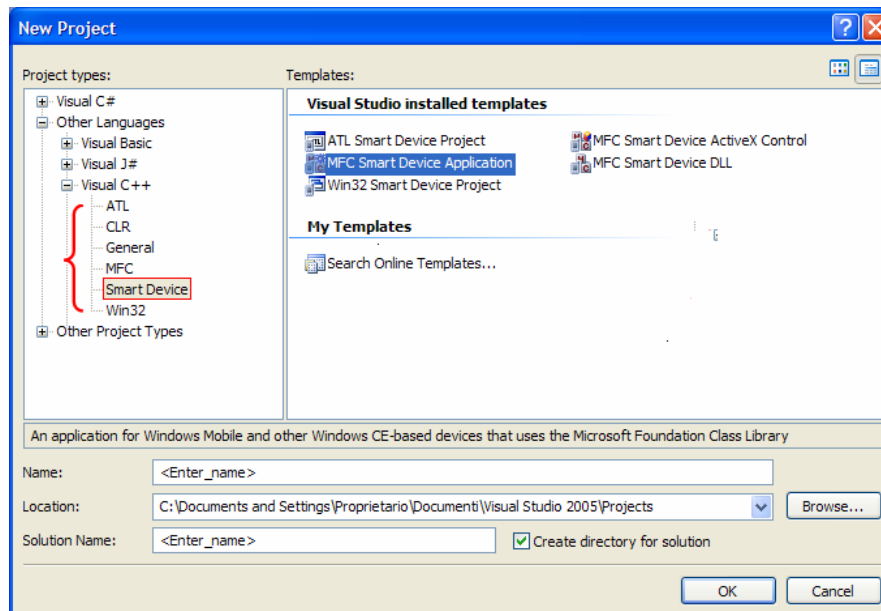 New Project
Project types:
Templates:
Visual C#
Other Languages
Visual Basic
Visual J#
Visual C++
ATL
CLR
General
MFC
Smart Device
Win32
Other Project Types
Visual Studio installed templates
ATL Smart Device Project
MFC Smart Device ActiveX Control
MFC Smart Device Application
MFC Smart Device DLL
Win32 Smart Device Project
My Templates
Search Online Templates...
An application for Windows Mobile and other Windows CE-based devices that uses the Microsoft Foundation Class Library
Name:
<Enter_name>
Location:
C:\Documents and Settings\Proprietario\Documenti\Visual Studio 2005\Projects
Browse...
Solution Name:
<Enter_name>
Create directory for solution
OK
Cancel